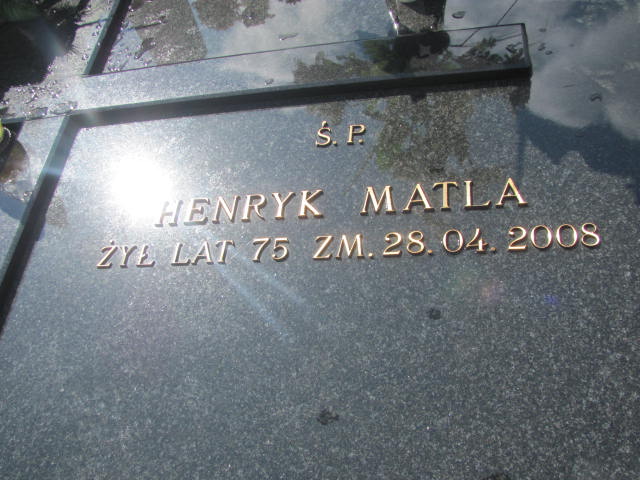 Ś. P.
HENRYK MATLA
ŻYŁ LAT 75 ZM. 28. 04. 2008